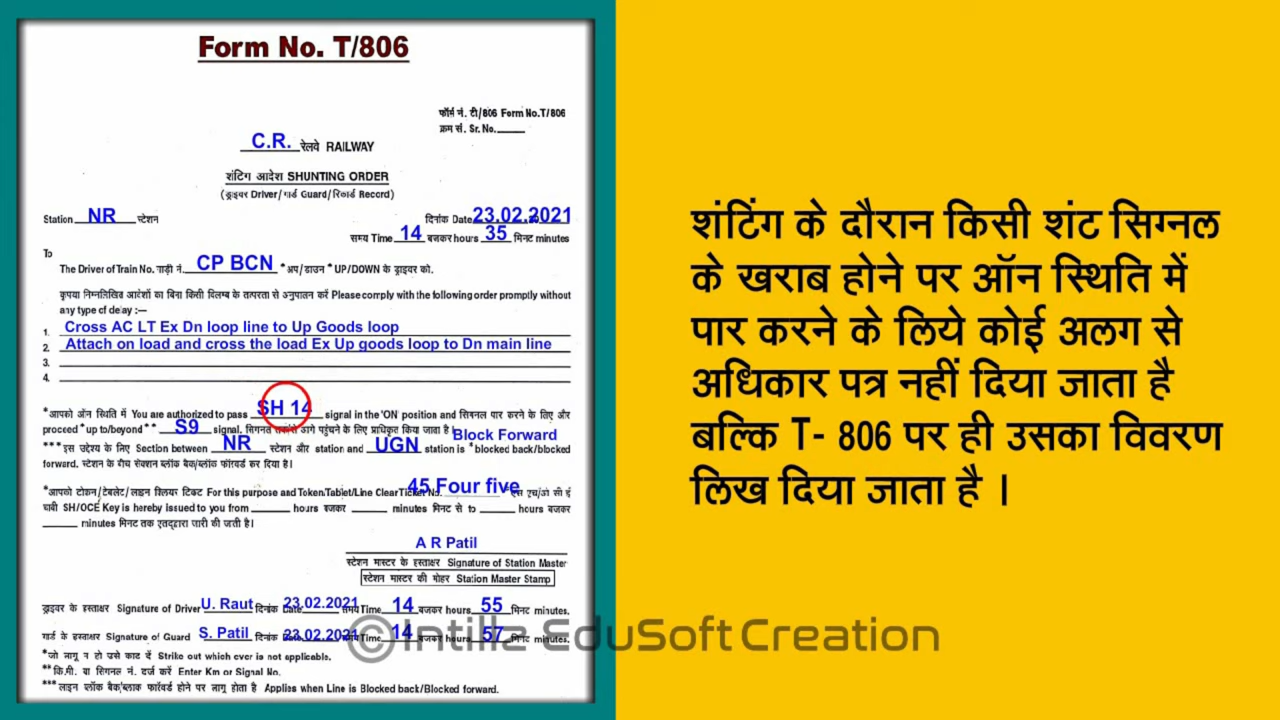 Form No. T/806
फॉर्म नं. टी/806 Form No.T/806
क्रम सं. Sr.No.
C.R. रेलवे RAILWAY
शंटिंग आदेश SHUNTING ORDER
(ड्राइवर Driver/गार्ड Guard/रिकार्ड Record)
Station NR स्टेशन दिनांक Date 23.02.2021
समय Time 14 बजकर hours 35 मिनट minutes
To
The Driver of Train No. गाड़ी नं. CP BCN *अप/डाउन * UP/DOWN के ड्राइवर को.
कृपया निम्नलिखित आदेशों का बिना किसी विलम्ब के तत्परता से अनुपालन करें Please comply with the following order promptly without
any type of delay :—
1. Cross AC LT Ex Dn loop line to Up Goods loop
2. Attach on load and cross the load Ex Up goods loop to Dn main line
3.
4.
*आपको ऑन स्थिति में You are authorized to pass SH 14 signal in the 'ON' position and सिगनल पार करने के लिए और
proceed *up to/beyond ** S9 signal. सिगनल आगे पहुंचने के लिए प्राधिकृत किया जाता है।
***इस उद्देश्य के लिए Section between NR स्टेशन और station and UGN station is *blocked back/blocked Block Forward
forward. स्टेशन के बीच सेक्शन ब्लॉक बैक/ब्लॉक फॉरवर्ड कर दिया है।
*आपको टोकन/टेबलेट/लाइन क्लियर टिकट For this purpose and Token/Tablet/Line Clear Ticket No. 45 Four five एस एच/ओ सी ई
चाबी SH/OCE Key is hereby issued to you from hours बजकर minutes मिनट से to hours बजकर
minutes मिनट तक एतद्द्वारा जारी की जाती है।
A R Patil
स्टेशन मास्टर के हस्ताक्षर Signature of Station Master
स्टेशन मास्टर की मोहर Station Master Stamp
ड्राइवर के हस्ताक्षर Signature of Driver U. Raut दिनांक Date 23.02.2021 समय Time 14 बजकर hours 55 मिनट minutes.
गार्ड के हस्ताक्षर Signature of Guard S. Patil दिनांक Date 23.02.2021 समय Time 14 बजकर hours 57 मिनट minutes.
*जो लागू न हो उसे काट दें Strike out which ever is not applicable.
**कि.मी. या सिगनल नं. दर्ज करें Enter Km or Signal No.
***लाइन ब्लॉक बैक/ब्लाक फॉरवर्ड होने पर लागू होता है Applies when Line is Blocked back/Blocked forward.
शंटिंग के दौरान किसी शंट सिग्नल
के खराब होने पर ऑन स्थिति में
पार करने के लिये कोई अलग से
अधिकार पत्र नहीं दिया जाता है
बल्कि T- 806 पर ही उसका विवरण
लिख दिया जाता है ।
© Intillz EduSoft Creation